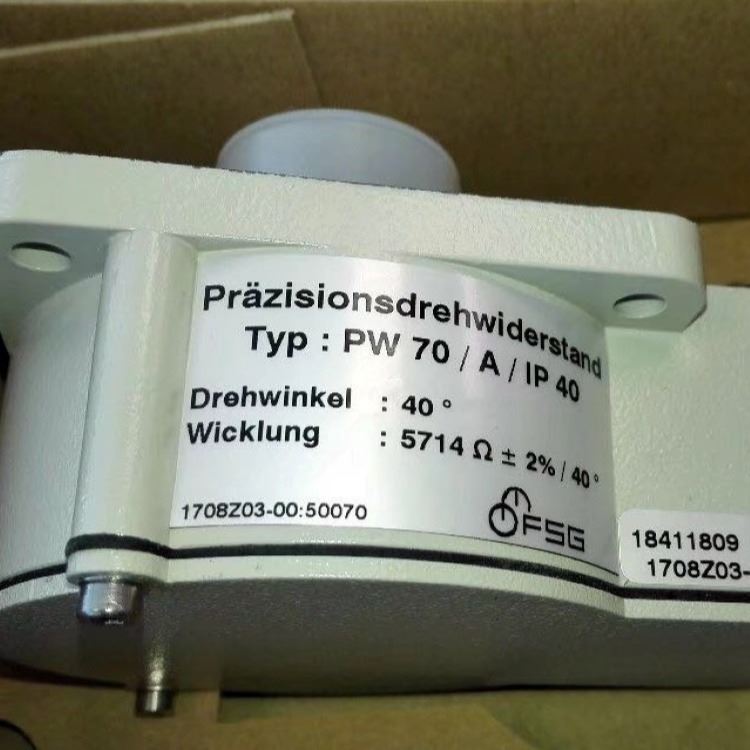 Präzisionsdrehwiderstand
Typ : PW 70 / A / IP 40
Drehwinkel : 40 °
Wicklung : 5714 Ω ± 2% / 40°
1708Z03-00:50070
FSG
18411809
1708Z03-